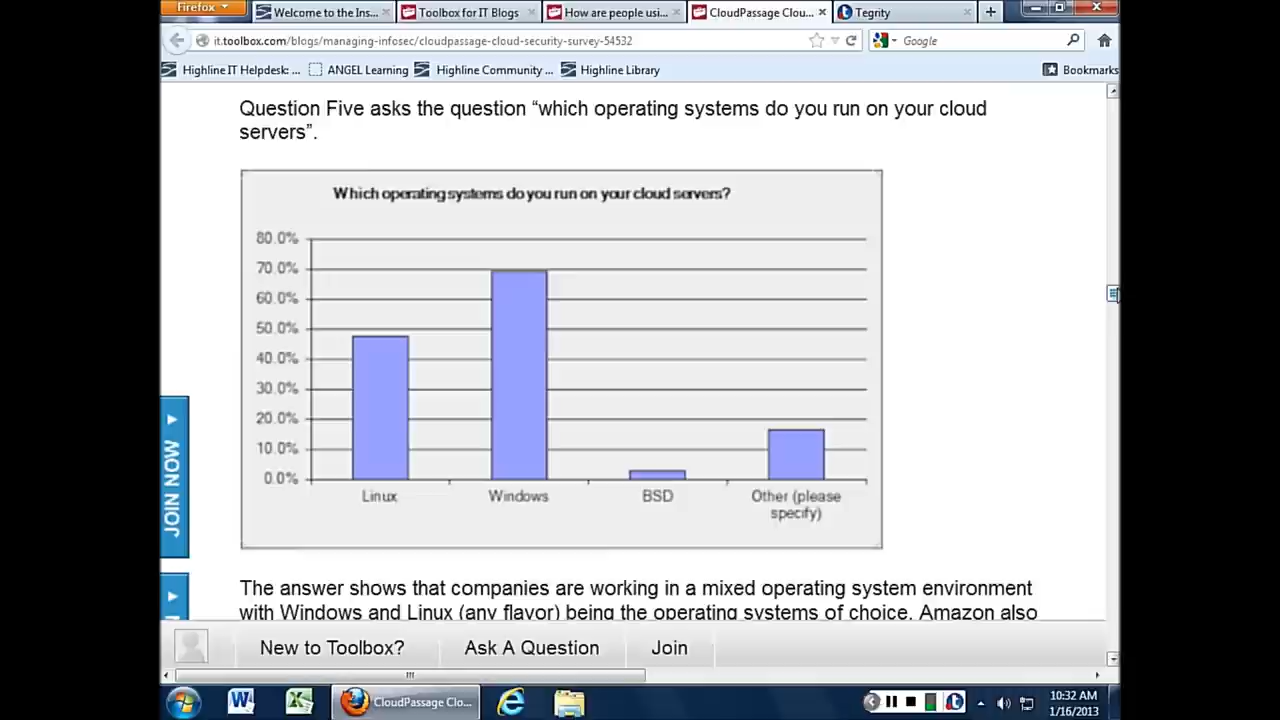 Firefox
Welcome to the Ins...
Toolbox for IT Blogs
How are people usi...
CloudPassage Clou...
Tegrity
it.toolbox.com/blogs/managing-infosec/cloudpassage-cloud-security-survey-54532
Google
Highline IT Helpdesk: ...
ANGEL Learning
Highline Community ...
Highline Library
Bookmarks
Question Five asks the question “which operating systems do you run on your cloud
servers”.
Which operating systems do you run on your cloud servers?
80.0%
70.0%
60.0%
50.0%
40.0%
30.0%
20.0%
10.0%
0.0%
Linux
Windows
BSD
Other (please
specify)
JOIN NOW
The answer shows that companies are working in a mixed operating system environment
with Windows and Linux (any flavor) being the operating systems of choice. Amazon also
New to Toolbox?
Ask A Question
Join
CloudPassage Clo...
10:32 AM
1/16/2013